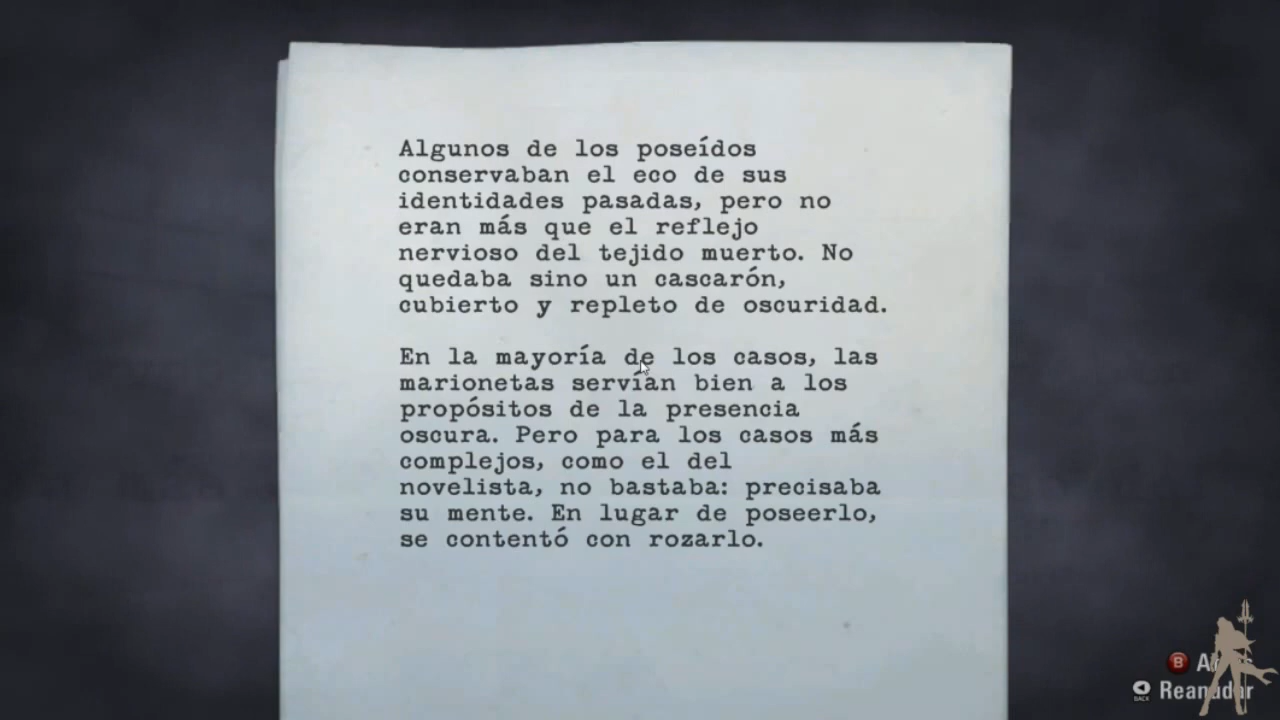 Algunos de los poseídos
conservaban el eco de sus
identidades pasadas, pero no
eran más que el reflejo
nervioso del tejido muerto. No
quedaba sino un cascarón,
cubierto y repleto de oscuridad.
En la mayoría de los casos, las
marionetas servían bien a los
propósitos de la presencia
oscura. Pero para los casos más
complejos, como el del
novelista, no bastaba: precisaba
su mente. En lugar de poseerlo,
se contentó con rozarlo.
B
BACK Reanudar